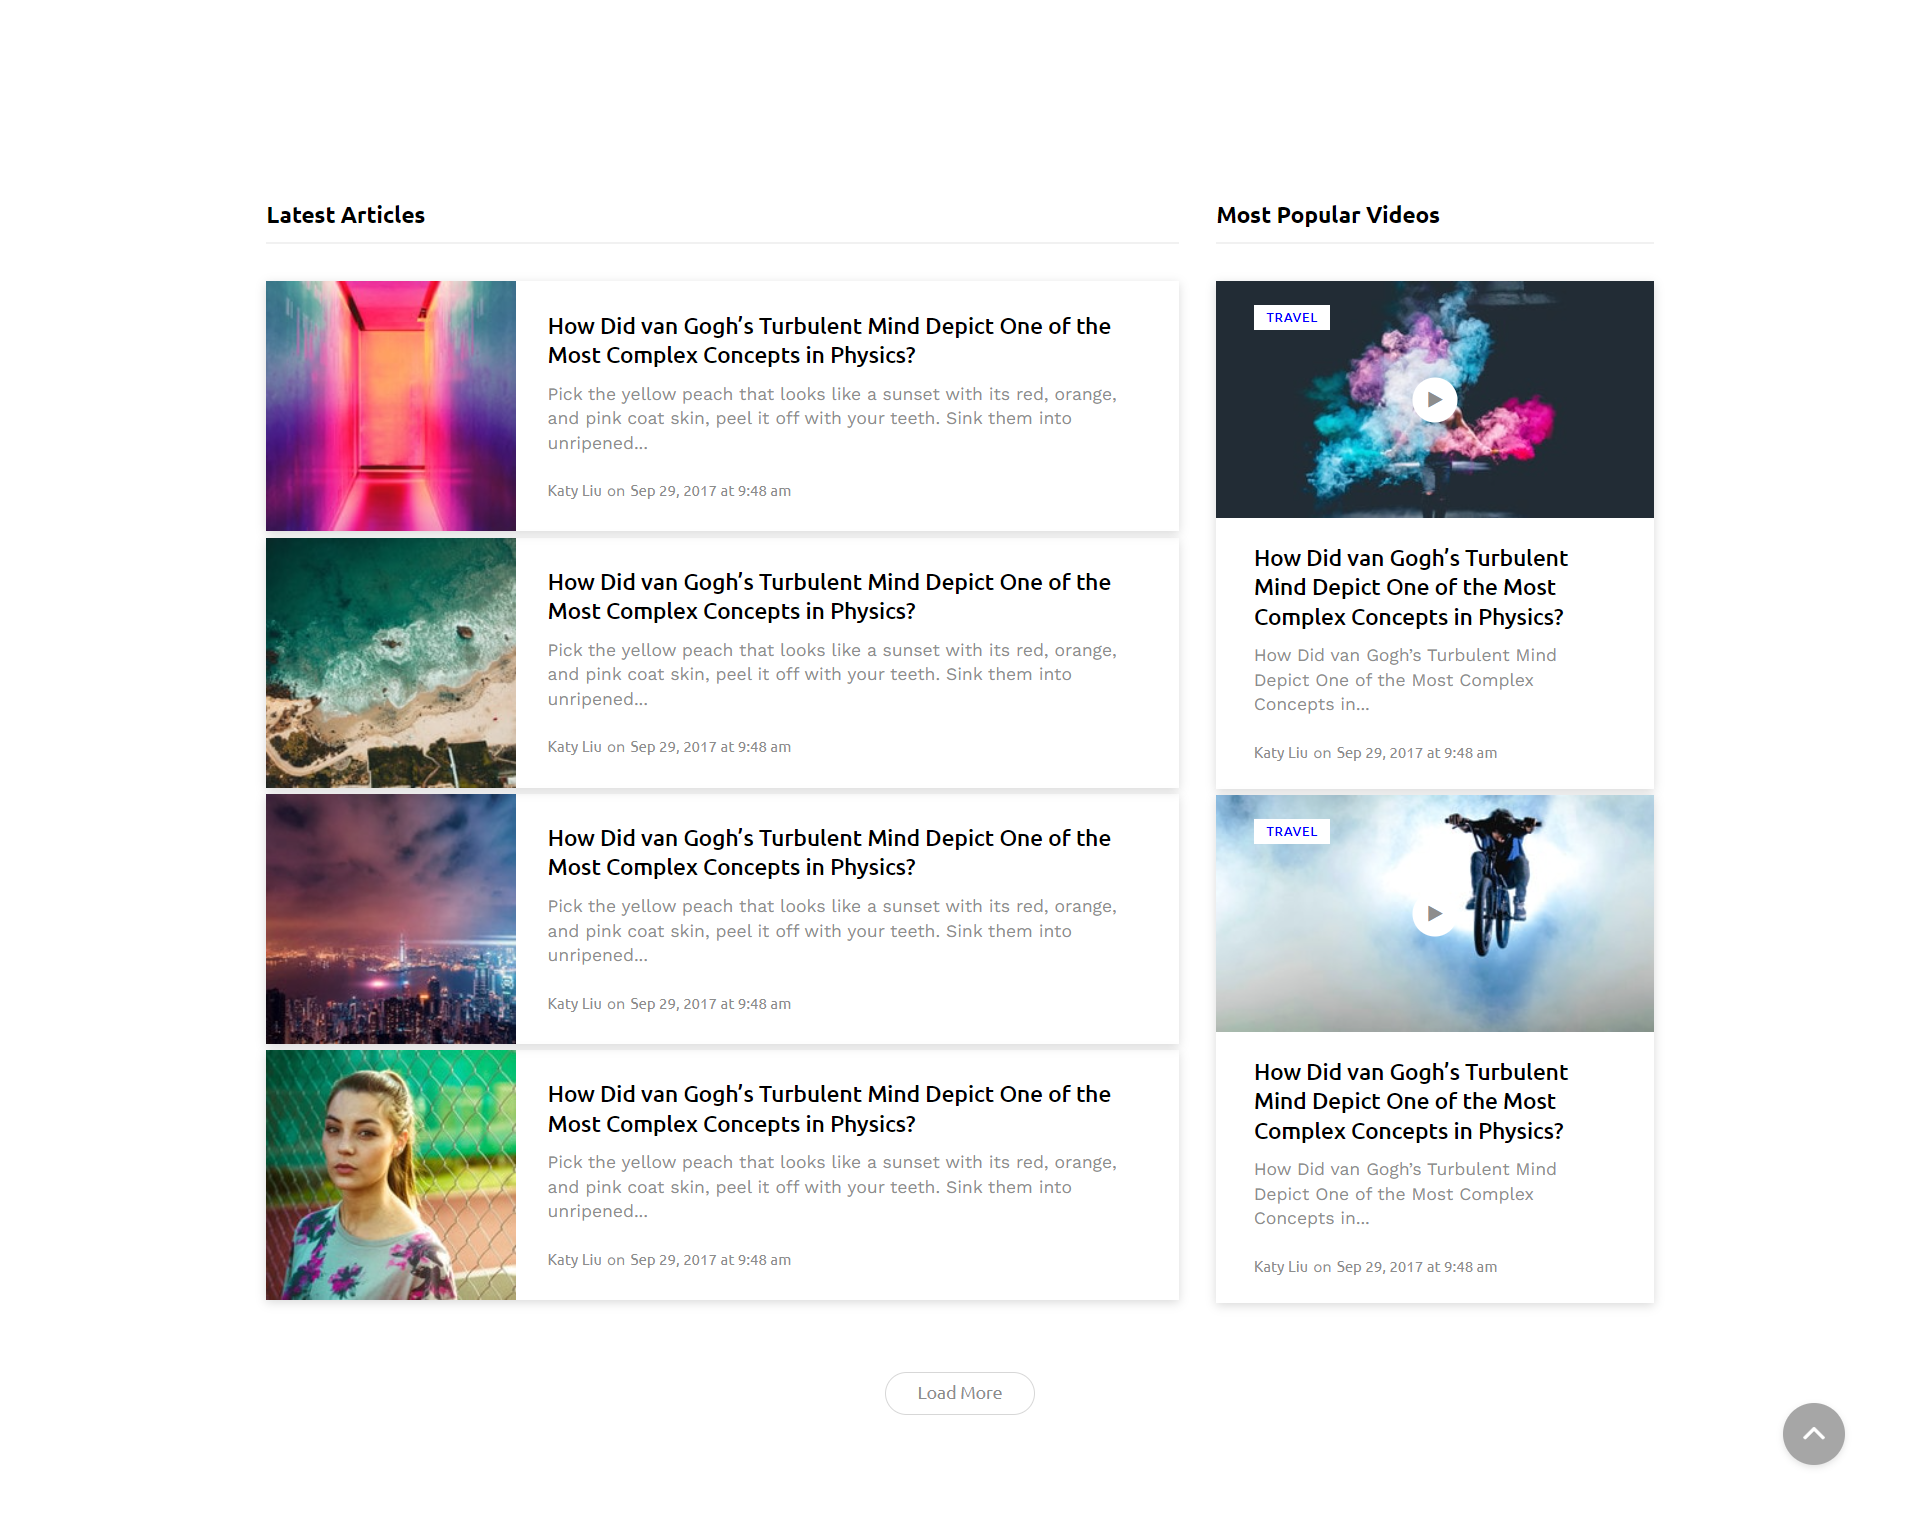 Latest Articles
How Did van Gogh’s Turbulent Mind Depict One of the
Most Complex Concepts in Physics?
Pick the yellow peach that looks like a sunset with its red, orange,
and pink coat skin, peel it off with your teeth. Sink them into
unripened...
Katy Liu on Sep 29, 2017 at 9:48 am
How Did van Gogh’s Turbulent Mind Depict One of the
Most Complex Concepts in Physics?
Pick the yellow peach that looks like a sunset with its red, orange,
and pink coat skin, peel it off with your teeth. Sink them into
unripened...
Katy Liu on Sep 29, 2017 at 9:48 am
How Did van Gogh’s Turbulent Mind Depict One of the
Most Complex Concepts in Physics?
Pick the yellow peach that looks like a sunset with its red, orange,
and pink coat skin, peel it off with your teeth. Sink them into
unripened...
Katy Liu on Sep 29, 2017 at 9:48 am
How Did van Gogh’s Turbulent Mind Depict One of the
Most Complex Concepts in Physics?
Pick the yellow peach that looks like a sunset with its red, orange,
and pink coat skin, peel it off with your teeth. Sink them into
unripened...
Katy Liu on Sep 29, 2017 at 9:48 am
Most Popular Videos
TRAVEL
How Did van Gogh’s Turbulent
Mind Depict One of the Most
Complex Concepts in Physics?
How Did van Gogh’s Turbulent Mind
Depict One of the Most Complex
Concepts in...
Katy Liu on Sep 29, 2017 at 9:48 am
TRAVEL
How Did van Gogh’s Turbulent
Mind Depict One of the Most
Complex Concepts in Physics?
How Did van Gogh’s Turbulent Mind
Depict One of the Most Complex
Concepts in...
Katy Liu on Sep 29, 2017 at 9:48 am
Load More